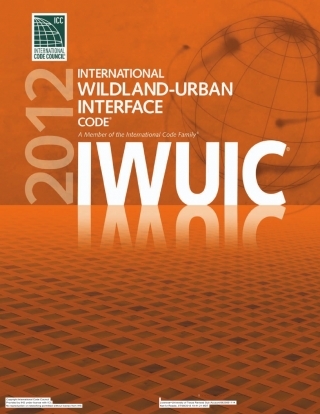 ICC
INTERNATIONAL
CODE COUNCIL®
2012
INTERNATIONAL
WILDLAND-URBAN
INTERFACE
CODE®
A Member of the International Code Family®
IWUIC®